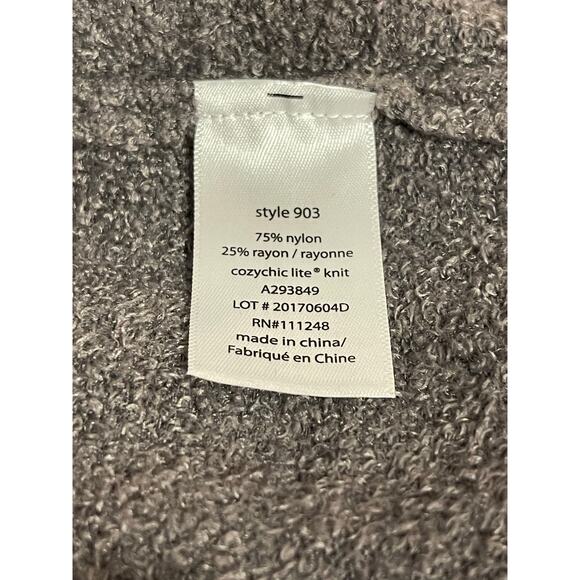 style 903
75% nylon
25% rayon / rayonne
cozychic lite® knit
A293849
LOT # 20170604D
RN#111248
made in china/
Fabriqué en Chine